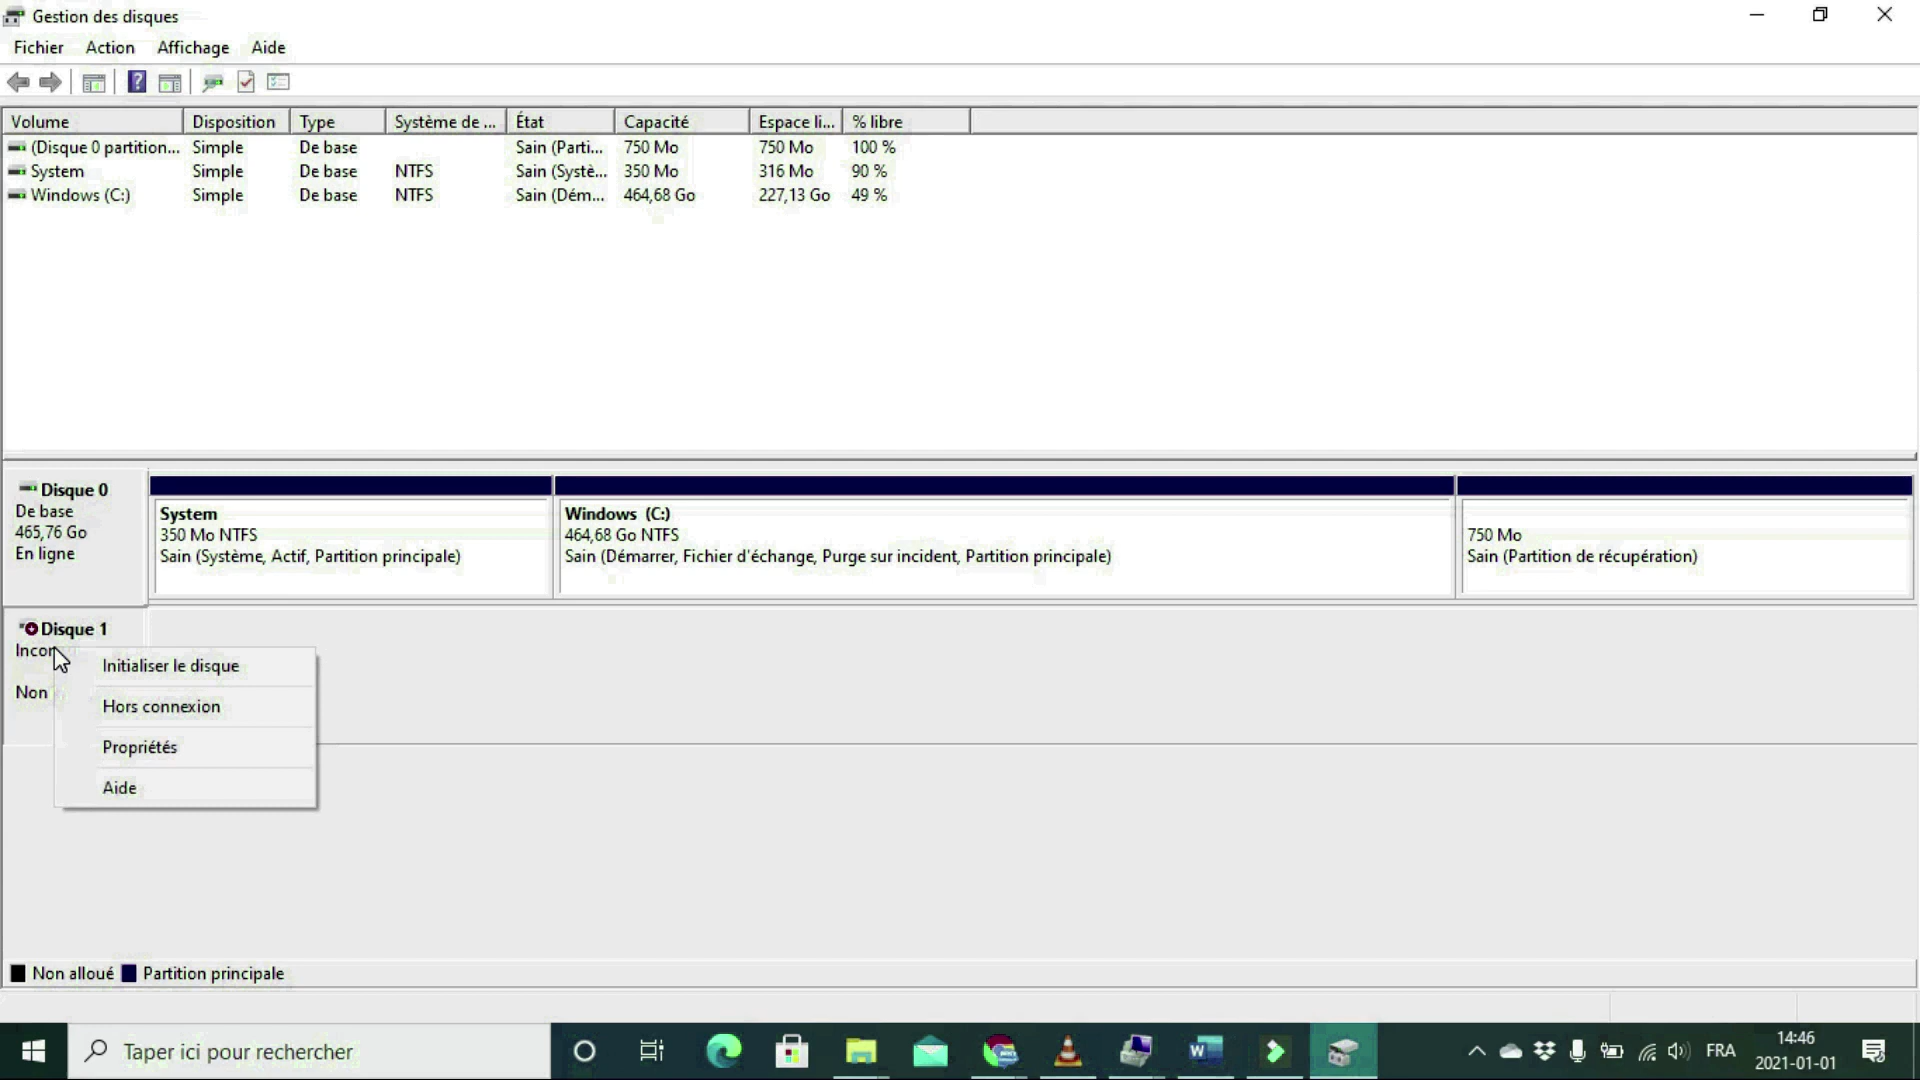 Gestion des disques
Fichier Action Affichage Aide
Volume Disposition Type Système de ... État Capacité Espace li... % libre
(Disque 0 partition... Simple De base Sain (Parti... 750 Mo 750 Mo 100 %
System Simple De base NTFS Sain (Systè... 350 Mo 316 Mo 90 %
Windows (C:) Simple De base NTFS Sain (Dém... 464,68 Go 227,13 Go 49 %
Disque 0
De base
465,76 Go
En ligne
System
350 Mo NTFS
Sain (Système, Actif, Partition principale)
Windows (C:)
464,68 Go NTFS
Sain (Démarrer, Fichier d'échange, Purge sur incident, Partition principale)
750 Mo
Sain (Partition de récupération)
Disque 1
Non
Initialiser le disque
Hors connexion
Propriétés
Aide
Non alloué Partition principale
Taper ici pour rechercher
FRA
14:46
2021-01-01